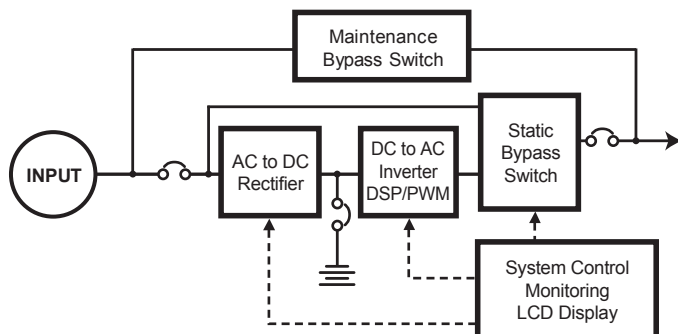 Maintenance
Bypass Switch
INPUT
AC to DC
Rectifier
DC to AC
Inverter
DSP/PWM
Static
Bypass
Switch
System Control
Monitoring
LCD Display